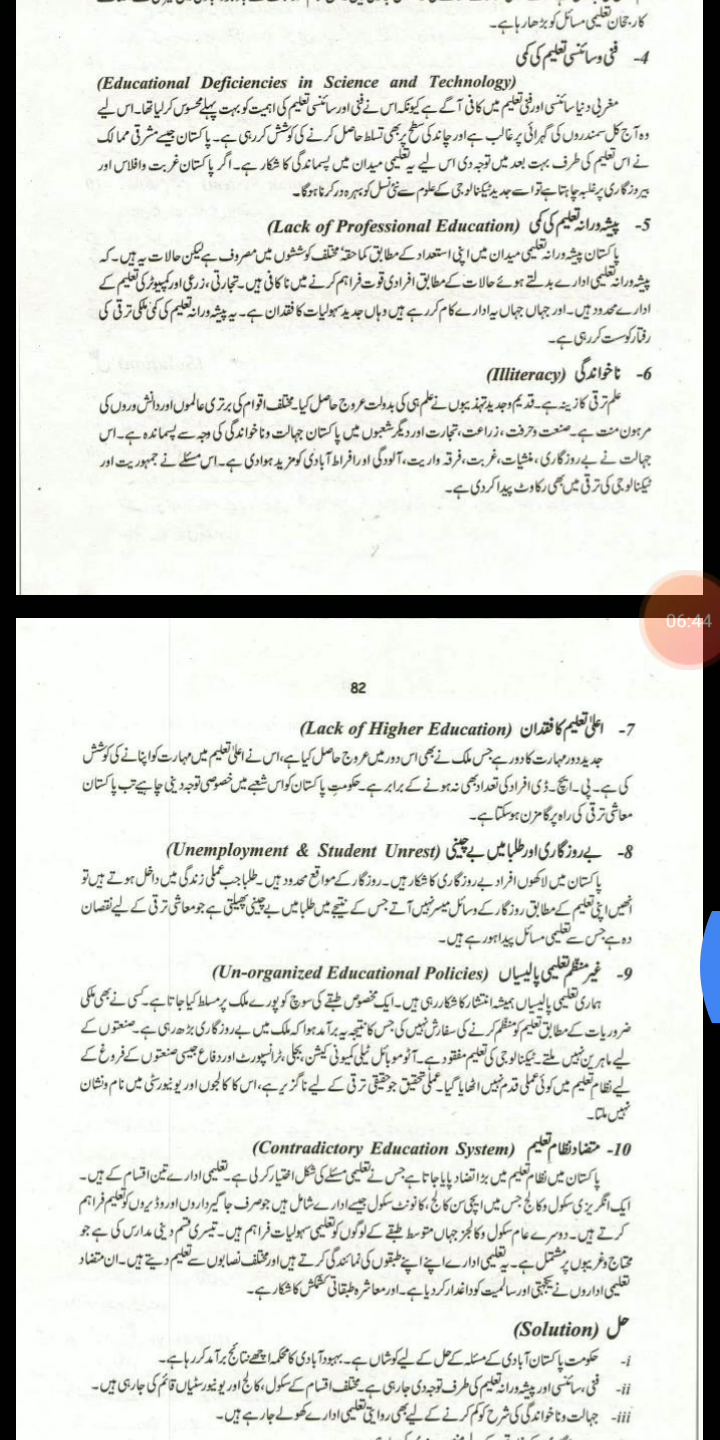 کا رجحان تعلیمی مسائل کو بڑھا رہا ہے۔
4- فنی و سائنسی تعلیم کی کمی
(Educational Deficiencies in Science and Technology)
مغربی دنیا سائنسی اور فنی تعلیم میں کافی آگے ہے کیونکہ اس نے فنی اور سائنسی تعلیم کی اہمیت کو بہت پہلے محسوس کر لیا تھا۔ اس لیے
وہ آج کل سمندروں کی گہرائی پر غالب ہے اور چاند کی سطح پر بھی تسلط حاصل کرنے کی کوشش کر رہی ہے۔ پاکستان جیسے مشرقی ممالک
نے اس تعلیم کی طرف بہت بعد میں توجہ دی اس لیے یہ تعلیمی میدان میں پسماندگی کا شکار ہے۔ اگر پاکستان غربت و افلاس اور
بیروزگاری پر غلبہ چاہتا ہے تو اسے جدید ٹیکنالوجی کے علوم سے نئی نسل کو بہرہ ور کرنا ہوگا۔
5- پیشہ ورانہ تعلیم کی کمی (Lack of Professional Education)
پاکستان پیشہ ورانہ تعلیمی میدان میں اپنی استعداد کے مطابق کماحقہٗ مختلف کوششوں میں مصروف ہے لیکن حالات یہ ہیں۔ کہ
پیشہ ورانہ تعلیمی ادارے بدلتے ہوئے حالات کے مطابق افرادی قوت فراہم کرنے میں ناکافی ہیں۔ تجارتی، زرعی اور کمپیوٹر کی تعلیم کے
ادارے محدود ہیں۔ اور جہاں جہاں یہ ادارے کام کر رہے ہیں وہاں جدید سہولیات کا فقدان ہے۔ یہ پیشہ ورانہ تعلیم کی کمی ملکی ترقی کی
رفتار کو سست کر رہی ہے۔
6- ناخواندگی (Illiteracy)
علم ترقی کا زینہ ہے۔ قدیم و جدید تہذیبوں نے علم ہی کی بدولت عروج حاصل کیا۔ مختلف اقوام کی برتری عالموں اور دانش وروں کی
مرہون منت ہے۔ صنعت و حرفت، زراعت، تجارت اور دیگر شعبوں میں پاکستان جہالت و ناخواندگی کی وجہ سے پسماندہ ہے۔ اس
جہالت نے بے روزگاری، منشیات، غربت، فرقہ واریت، آلودگی اور افراط آبادی کو مزید ہوا دی ہے۔ اس مسئلے نے جمہوریت اور
ٹیکنالوجی کی ترقی میں بھی رکاوٹ پیدا کر دی ہے۔
06:44
82
7- اعلیٰ تعلیم کا فقدان (Lack of Higher Education)
جدید دور مہارت کا دور ہے جس ملک نے بھی اس دور میں عروج حاصل کیا ہے، اس نے اعلیٰ تعلیم میں مہارت کو اپنانے کی کوشش
کی ہے۔ پی۔ ایچ۔ ڈی افراد کی تعداد بھی نہ ہونے کے برابر ہے۔ حکومتِ پاکستان کو اس شعبے میں خصوصی توجہ دینی چاہیے تب پاکستان
معاشی ترقی کی راہ پر گامزن ہوسکتا ہے۔
8- بے روزگاری اور طلبا میں بے چینی (Unemployment & Student Unrest)
پاکستان میں لاکھوں افراد بے روزگاری کا شکار ہیں۔ روزگار کے مواقع محدود ہیں۔ طلبا جب عملی زندگی میں داخل ہوتے ہیں تو
انھیں اپنی تعلیم کے مطابق روزگار کے وسائل میسر نہیں آتے جس کے نتیجے میں طلبا میں بے چینی پھیلتی ہے جو معاشی ترقی کے لیے نقصان
دہ ہے جس سے تعلیمی مسائل پیدا ہو رہے ہیں۔
9- غیر منظم تعلیمی پالیسیاں (Un-organized Educational Policies)
ہماری تعلیمی پالیسیاں ہمیشہ انتشار کا شکار رہی ہیں۔ ایک مخصوص طبقے کی سوچ کو پورے ملک پر مسلط کیا جاتا ہے۔ کسی نے بھی ملکی
ضروریات کے مطابق تعلیم کو منظم کرنے کی سفارش نہیں کی جس کا نتیجہ یہ برآمد ہوا کہ ملک میں بے روزگاری بڑھ رہی ہے۔ صنعتوں کے
لیے ماہرین نہیں ملتے۔ ٹیکنالوجی کی تعلیم مفقود ہے۔ آٹوموبائل ٹیلی کمیونی کیشن بجلی، ٹرانسپورٹ اور دفاع جیسی صنعتوں کے فروغ کے
لیے نظام تعلیم میں کوئی عملی قدم نہیں اٹھایا گیا۔ عملی تحقیق جو حقیقی ترقی کے لیے ناگزیر ہے، اس کا کالجوں اور یونیورسٹی میں نام و نشان
نہیں ملتا۔
10- متضاد نظام تعلیم (Contradictory Education System)
پاکستان میں نظام تعلیم میں بڑا تضاد پایا جاتا ہے جس نے تعلیمی مسئلے کی شکل اختیار کر لی ہے۔ تعلیمی ادارے تین اقسام کے ہیں۔
ایک انگریزی سکول و کالج جس میں ایچی سن کالج، کانونٹ سکول جیسے ادارے شامل ہیں جو صرف جاگیرداروں اور وڈیروں کو تعلیم فراہم
کرتے ہیں۔ دوسرے عام سکول و کالجز جہاں متوسط طبقے کے لوگوں کو تعلیمی سہولیات فراہم ہیں۔ تیسری قسم دینی مدارس کی ہے جو
محتاج و غریبوں پر مشتمل ہے۔ یہ تعلیمی ادارے اپنے اپنے طبقوں کی نمائندگی کرتے ہیں اور مختلف نصابوں سے تعلیم دیتے ہیں۔ ان متضاد
تعلیمی اداروں نے یکجہتی اور سالمیت کو داغدار کر دیا ہے۔ اور معاشرہ طبقاتی کشمکش کا شکار ہے۔
حل (Solution)
i- حکومت پاکستان آبادی کے مسئلہ کے حل کے لیے کوشاں ہے۔ بہبود آبادی کا محکمہ اچھے نتائج برآمد کر رہا ہے۔
ii- فنی، سائنسی اور پیشہ ورانہ تعلیم کی طرف توجہ دی جارہی ہے۔ مختلف اقسام کے سکول، کالج اور یونیورسٹیاں قائم کی جا رہی ہیں۔
iii- جہالت و ناخواندگی کی شرح کو کم کرنے کے لیے بھی روایتی تعلیمی ادارے کھولے جا رہے ہیں۔